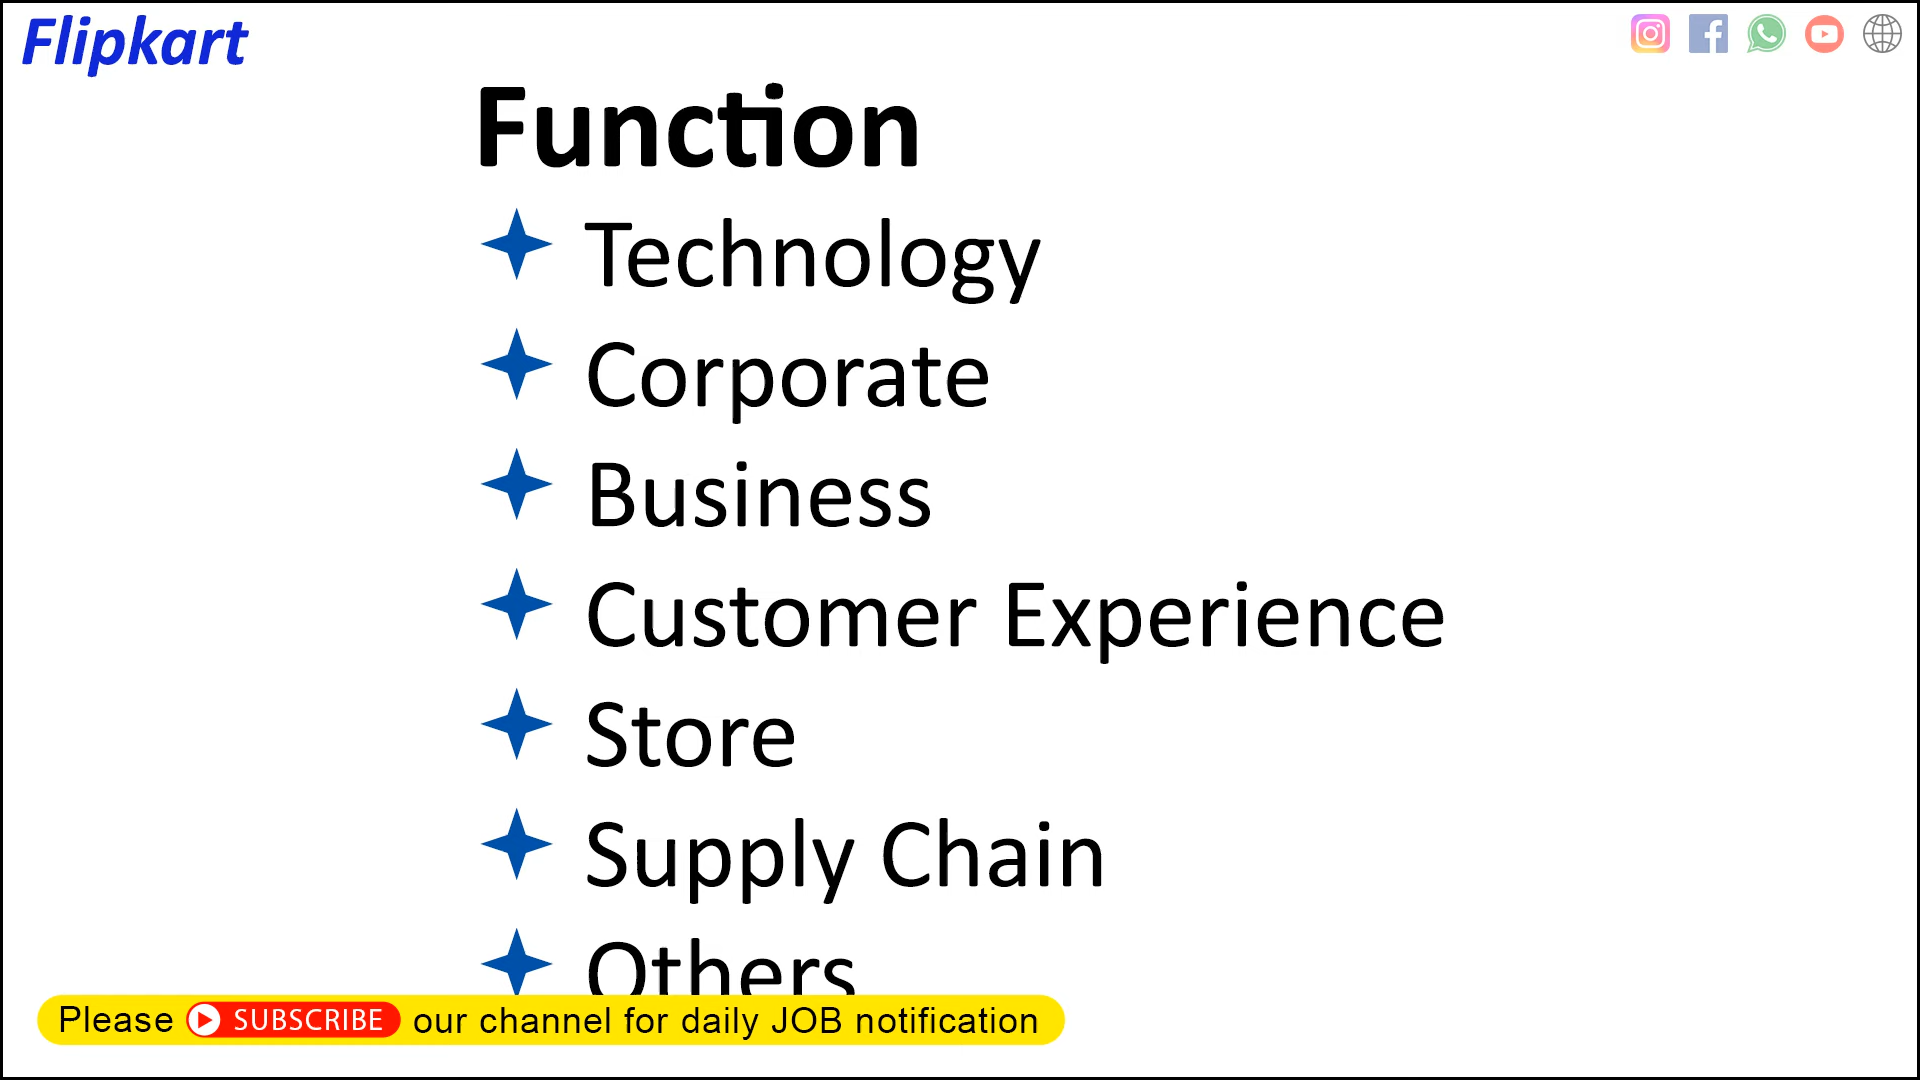 Flipkart
Function
Technology
Corporate
Business
Customer Experience
Store
Supply Chain
Others
Please SUBSCRIBE our channel for daily JOB notification